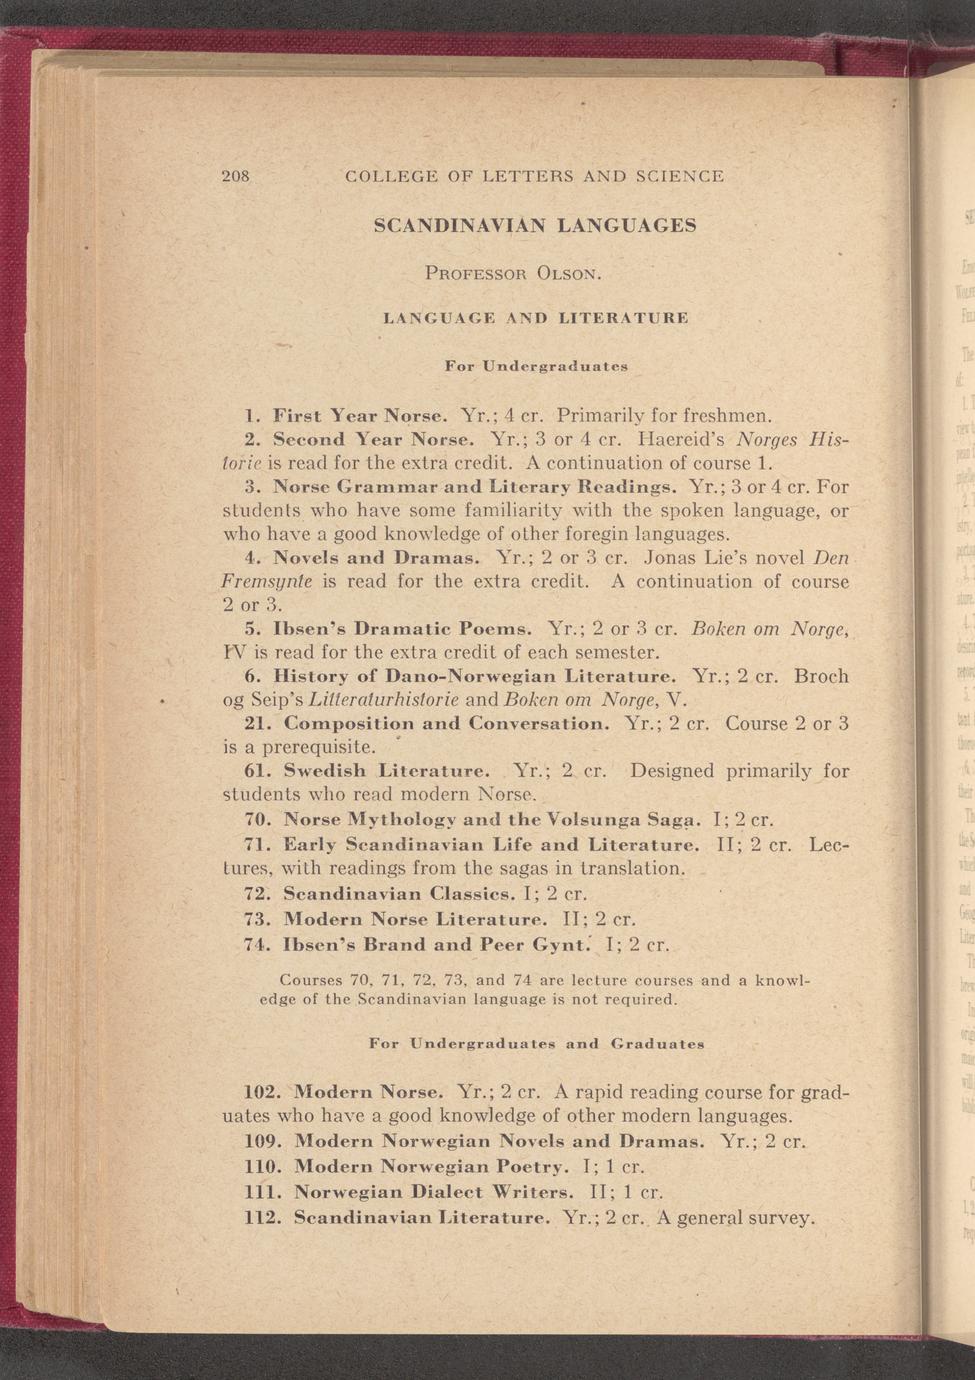 208 COLLEGE OF LETTERS AND SCIENCE
SCANDINAVIAN LANGUAGES
PROFESSOR OLSON.
LANGUAGE AND LITERATURE
For Undergraduates
1. First Year Norse. Yr.; 4 cr. Primarily for freshmen.
2. Second Year Norse. Yr.; 3 or 4 cr. Haereid's Norges His-
torie is read for the extra credit. A continuation of course 1.
3. Norse Grammar and Literary Readings. Yr.; 3 or 4 cr. For
students who have some familiarity with the spoken language, or
who have a good knowledge of other foregin languages.
4. Novels and Dramas. Yr.; 2 or 3 cr. Jonas Lie's novel Den
Fremsynte is read for the extra credit. A continuation of course
2 or 3.
5. Ibsen's Dramatic Poems. Yr.; 2 or 3 cr. Boken om Norge,
IV is read for the extra credit of each semester.
6. History of Dano-Norwegian Literature. Yr.; 2 cr. Broch
og Seip's Litteraturhistorie and Boken om Norge, V.
21. Composition and Conversation. Yr.; 2 cr. Course 2 or 3
is a prerequisite.
61. Swedish Literature. Yr.; 2 cr. Designed primarily for
students who read modern Norse.
70. Norse Mythology and the Volsunga Saga. I; 2 cr.
71. Early Scandinavian Life and Literature. II; 2 cr. Lec-
tures, with readings from the sagas in translation.
72. Scandinavian Classics. I; 2 cr.
73. Modern Norse Literature. II; 2 cr.
74. Ibsen's Brand and Peer Gynt. I; 2 cr.
Courses 70, 71, 72, 73, and 74 are lecture courses and a knowl-
edge of the Scandinavian language is not required.
For Undergraduates and Graduates
102. Modern Norse. Yr.; 2 cr. A rapid reading course for grad-
uates who have a good knowledge of other modern languages.
109. Modern Norwegian Novels and Dramas. Yr.; 2 cr.
110. Modern Norwegian Poetry. I; 1 cr.
111. Norwegian Dialect Writers. II; 1 cr.
112. Scandinavian Literature. Yr.; 2 cr. A general survey.